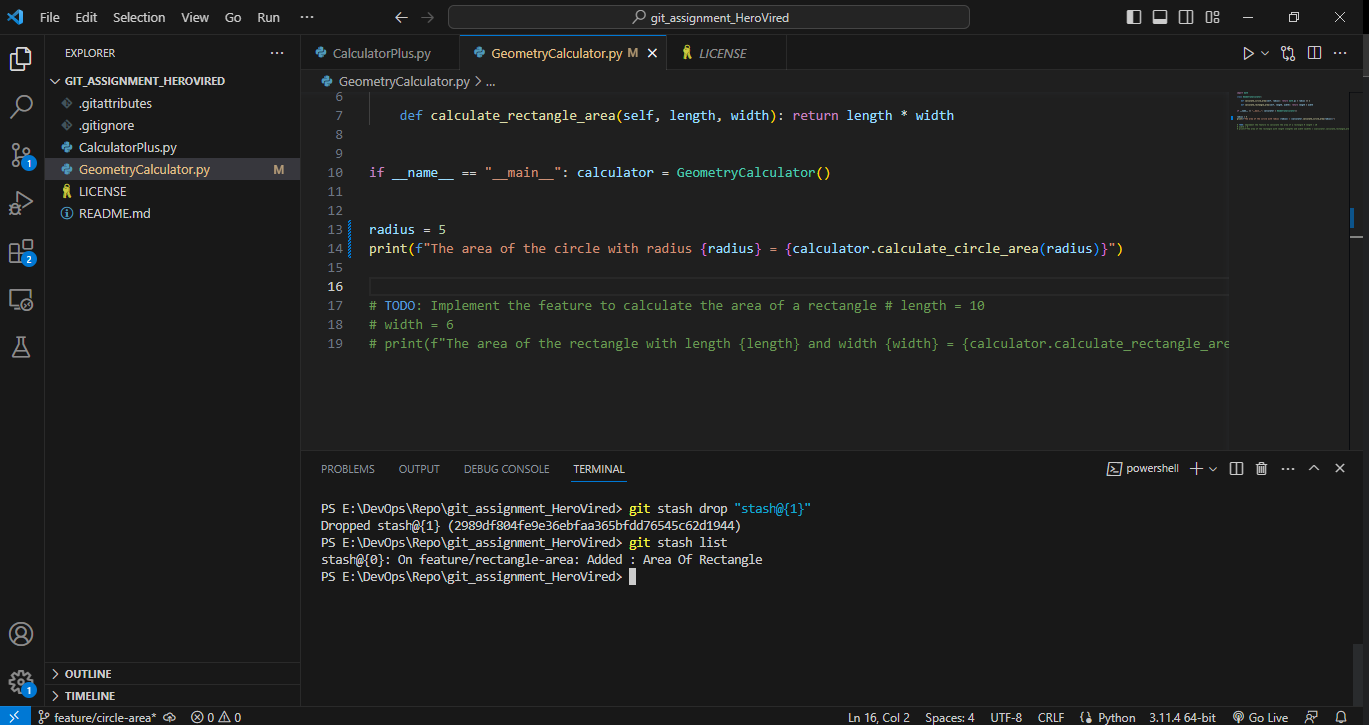 File Edit Selection View Go Run ···
git_assignment_HeroVired
EXPLORER
GIT_ASSIGNMENT_HEROVIRED
.gitattributes
.gitignore
CalculatorPlus.py
GeometryCalculator.py M
LICENSE
README.md
OUTLINE
TIMELINE
1
2
1
CalculatorPlus.py GeometryCalculator.py M LICENSE
GeometryCalculator.py > ...
6
7 def calculate_rectangle_area(self, length, width): return length * width
8
9
10 if __name__ == "__main__": calculator = GeometryCalculator()
11
12
13 radius = 5
14 print(f"The area of the circle with radius {radius} = {calculator.calculate_circle_area(radius)}")
15
16
17 # TODO: Implement the feature to calculate the area of a rectangle # length = 10
18 # width = 6
19 # print(f"The area of the rectangle with length {length} and width {width} = {calculator.calculate_rectangle_are
PROBLEMS OUTPUT DEBUG CONSOLE TERMINAL
powershell
PS E:\DevOps\Repo\git_assignment_HeroVired> git stash drop "stash@{1}"
Dropped stash@{1} (2989df804fe9e36ebfaa365bfdd76545c62d1944)
PS E:\DevOps\Repo\git_assignment_HeroVired> git stash list
stash@{0}: On feature/rectangle-area: Added : Area Of Rectangle
PS E:\DevOps\Repo\git_assignment_HeroVired>
feature/circle-area* 0 0 Ln 16, Col 2 Spaces: 4 UTF-8 CRLF Python 3.11.4 64-bit Go Live